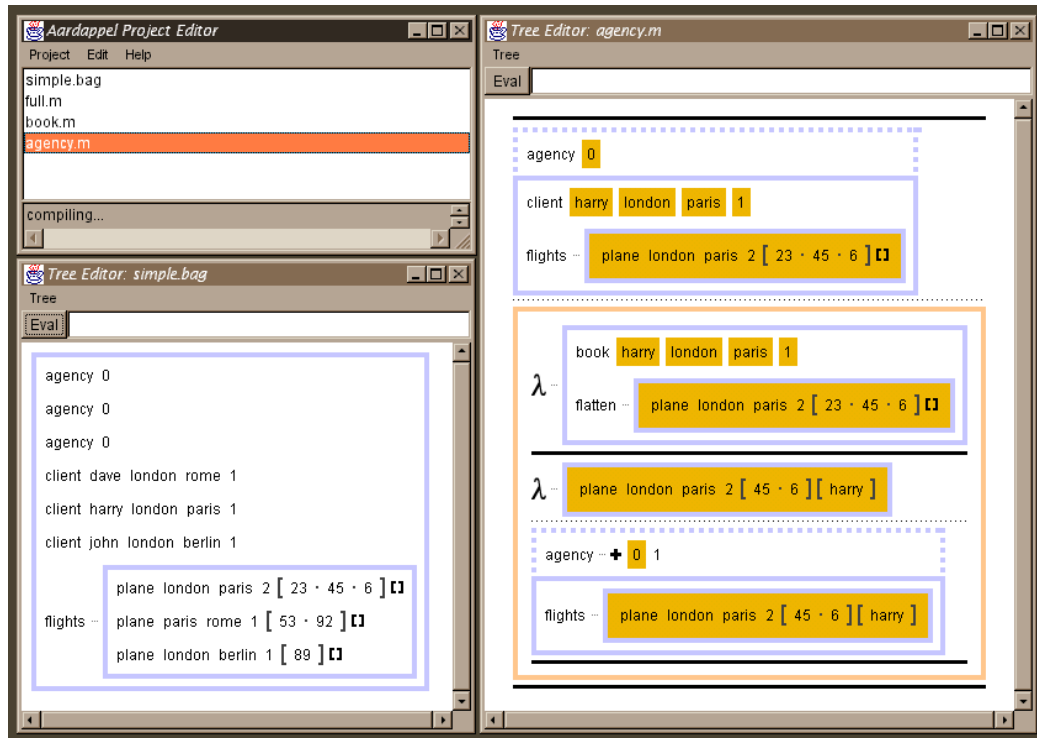 Aardappel Project Editor
Project Edit Help
simple.bag
full.m
book.m
agency.m
compiling...
Tree Editor: simple.bag
Tree
Eval
agency 0
agency 0
agency 0
client dave london rome 1
client harry london paris 1
client john london berlin 1
flights
plane london paris 2 [ 23 · 45 · 6 ] []
plane paris rome 1 [ 53 · 92 ] []
plane london berlin 1 [ 89 ] []
Tree Editor: agency.m
Tree
Eval
agency 0
client harry london paris 1
flights plane london paris 2 [ 23 · 45 · 6 ] []
λ
book harry london paris 1
flatten plane london paris 2 [ 23 · 45 · 6 ] []
λ plane london paris 2 [ 45 · 6 ] [ harry ]
agency + 0 1
flights plane london paris 2 [ 45 · 6 ] [ harry ]